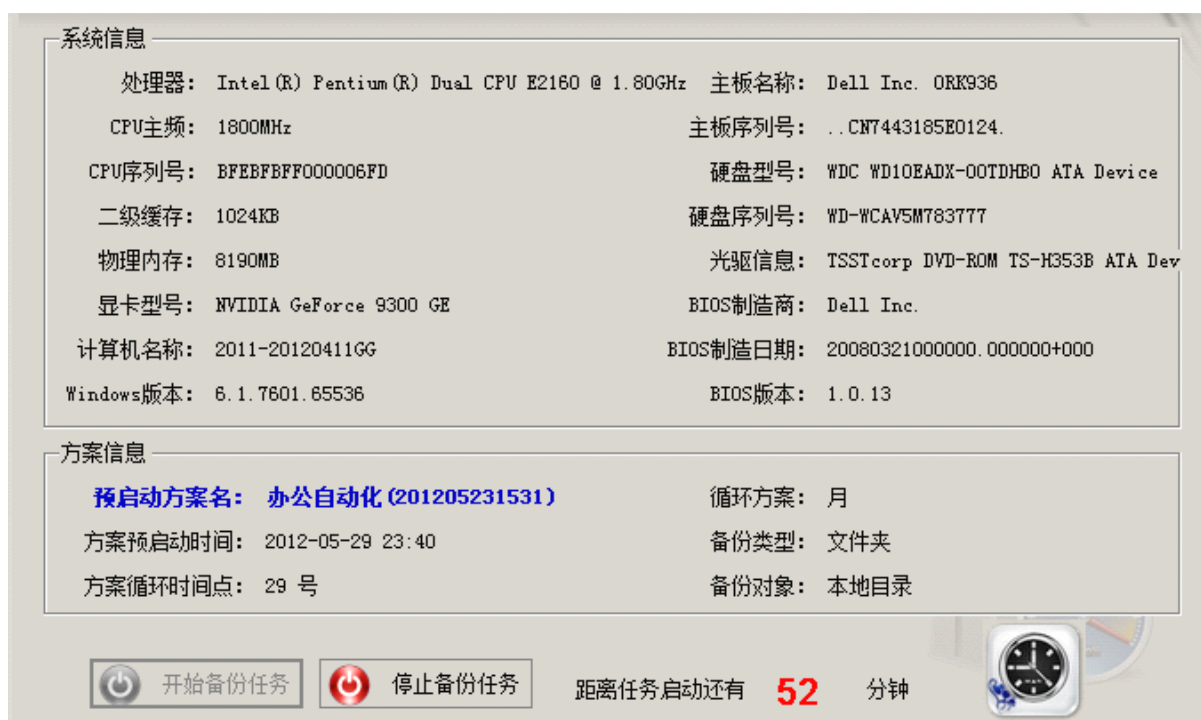 系统信息
处理器: Intel(R) Pentium(R) Dual CPU E2160 @ 1.80GHz 主板名称: Dell Inc. 0RK936
CPU主频: 1800MHz 主板序列号: ..CN7443185E0124.
CPU序列号: BFEBFBFF000006FD 硬盘型号: WDC WD10EADX-00TDHB0 ATA Device
二级缓存: 1024KB 硬盘序列号: WD-WCAV5M783777
物理内存: 8190MB 光驱信息: TSSTcorp DVD-ROM TS-H353B ATA Dev
显卡型号: NVIDIA GeForce 9300 GE BIOS制造商: Dell Inc.
计算机名称: 2011-20120411GG BIOS制造日期: 20080321000000.000000+000
Windows版本: 6.1.7601.65536 BIOS版本: 1.0.13
方案信息
预启动方案名: 办公自动化(201205231531) 循环方案: 月
方案预启动时间: 2012-05-29 23:40 备份类型: 文件夹
方案循环时间点: 29 号 备份对象: 本地目录
开始备份任务 停止备份任务 距离任务启动还有 52 分钟